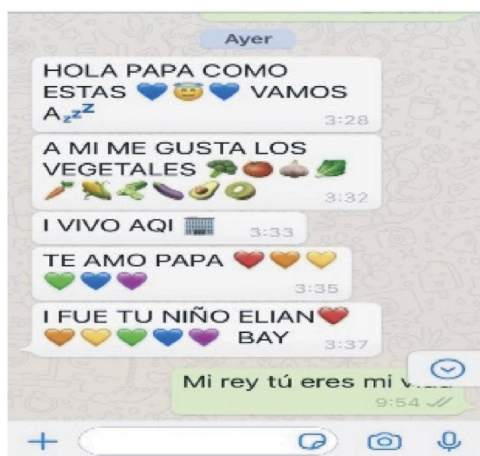 Ayer
HOLA PAPA COMO
ESTAS 💙😇💙 VAMOS
A💤
3:28
A MI ME GUSTA LOS
VEGETALES 🥦🍅🧄🥬
🥕🌽🥒🍆🥑🥝
3:32
I VIVO AQI 🏢 3:33
TE AMO PAPA ❤️🧡💛
💚💙💜
3:35
I FUE TU NIÑO ELIAN❤️
🧡💛💚💙💜 BAY
3:37
Mi rey tú eres mi
9:54